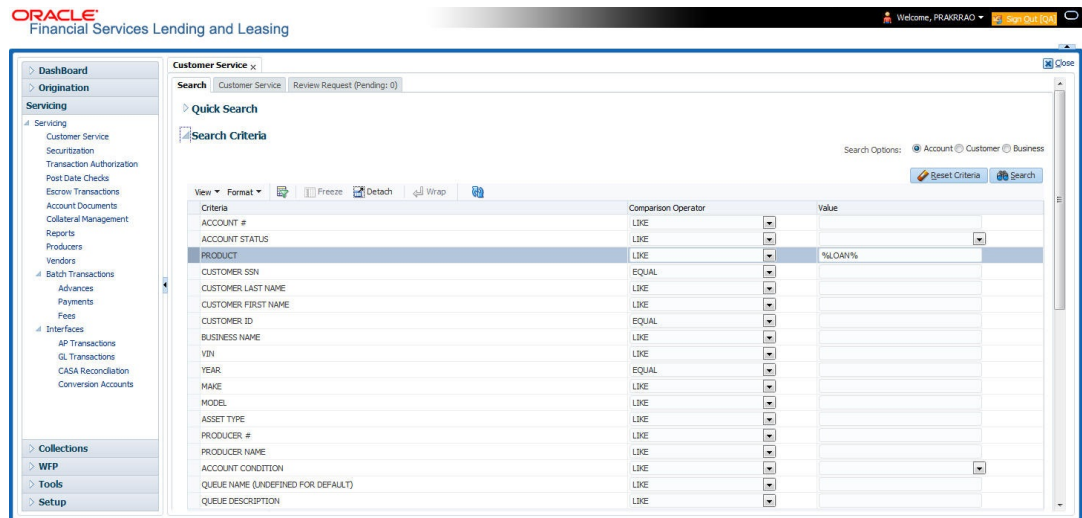 ORACLE
Financial Services Lending and Leasing
Welcome, PRAKRRAO
Sign Out [QA]
Close
DashBoard
Origination
Servicing
Servicing
Customer Service
Securitization
Transaction Authorization
Post Date Checks
Escrow Transactions
Account Documents
Collateral Management
Reports
Producers
Vendors
Batch Transactions
Advances
Payments
Fees
Interfaces
AP Transactions
GL Transactions
CASA Reconciliation
Conversion Accounts
Collections
WFP
Tools
Setup
Customer Service x
Search Customer Service Review Request (Pending: 0)
Quick Search
Search Criteria
Search Options: Account Customer Business
Reset Criteria Search
View Format Freeze Detach Wrap
Criteria Comparison Operator Value
ACCOUNT # LIKE
ACCOUNT STATUS LIKE
PRODUCT LIKE %LOAN%
CUSTOMER SSN EQUAL
CUSTOMER LAST NAME LIKE
CUSTOMER FIRST NAME LIKE
CUSTOMER ID EQUAL
BUSINESS NAME LIKE
VIN LIKE
YEAR EQUAL
MAKE LIKE
MODEL LIKE
ASSET TYPE LIKE
PRODUCER # LIKE
PRODUCER NAME LIKE
ACCOUNT CONDITION LIKE
QUEUE NAME (UNDEFINED FOR DEFAULT) LIKE
QUEUE DESCRIPTION LIKE